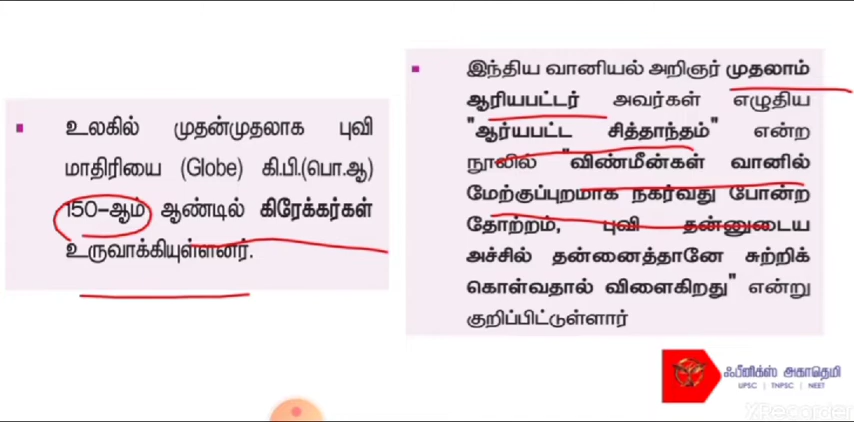 உலகில் முதன்முதலாக புவி
மாதிரியை (Globe) கி.பி.(பொ.ஆ)
150-ஆம் ஆண்டில் கிரேக்கர்கள்
உருவாக்கியுள்ளனர்.
இந்திய வானியல் அறிஞர் முதலாம்
ஆரியபட்டர் அவர்கள் எழுதிய
"ஆர்யபட்ட சித்தாந்தம்" என்ற
நூலில் "விண்மீன்கள் வானில்
மேற்குப்புறமாக நகர்வது போன்ற
தோற்றம், புவி தன்னுடைய
அச்சில் தன்னைத்தானே சுற்றிக்
கொள்வதால் விளைகிறது" என்று
குறிப்பிட்டுள்ளார்
ஃபீனிக்ஸ் அகாதெமி
UPSC | TNPSC | NEET
XRecorder